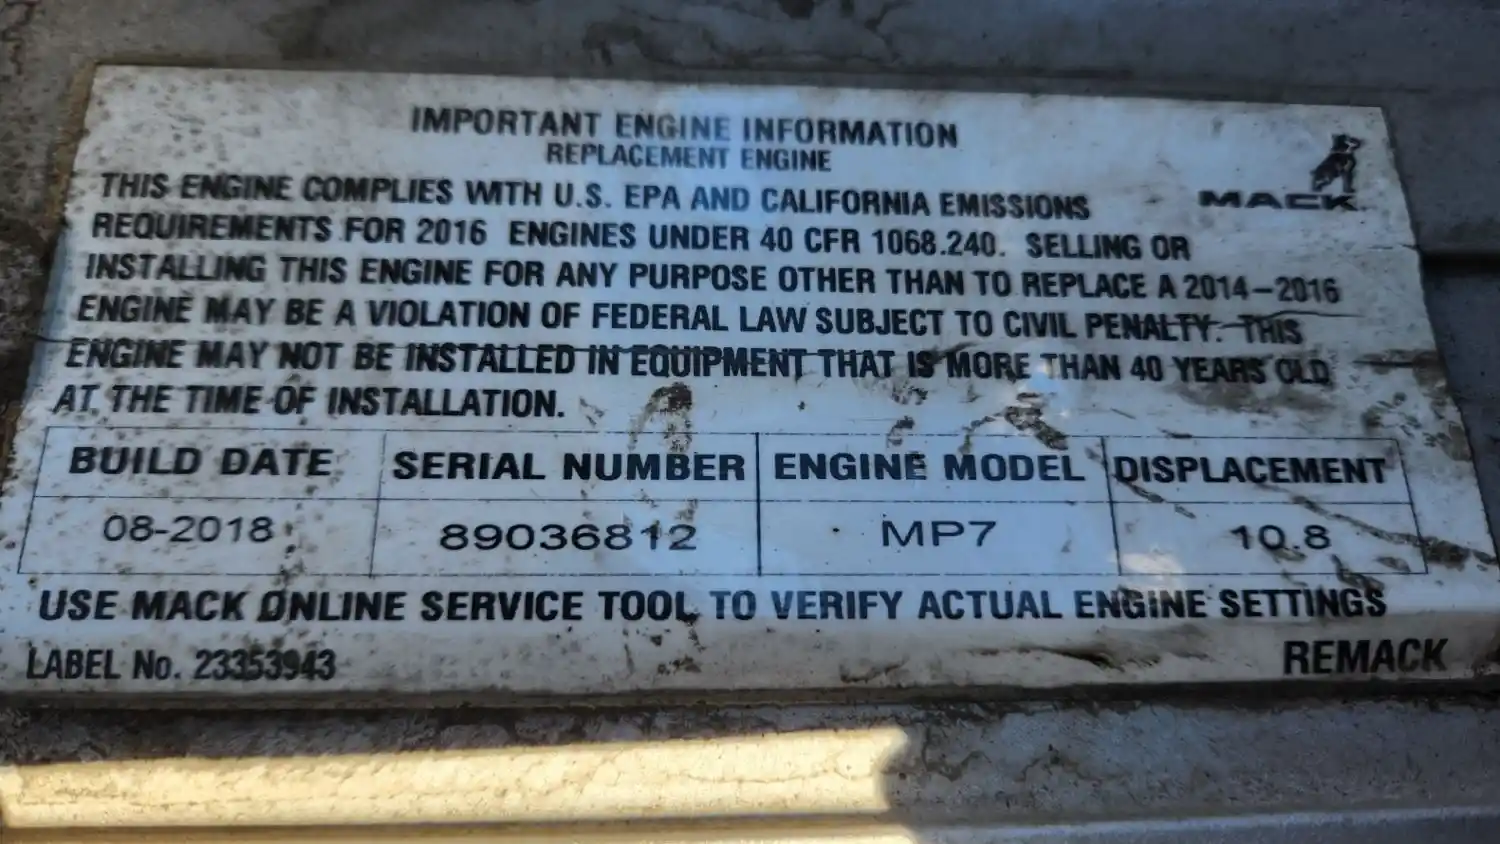 IMPORTANT ENGINE INFORMATION
REPLACEMENT ENGINE
MACK
THIS ENGINE COMPLIES WITH U.S. EPA AND CALIFORNIA EMISSIONS
REQUIREMENTS FOR 2016 ENGINES UNDER 40 CFR 1068.240. SELLING OR
INSTALLING THIS ENGINE FOR ANY PURPOSE OTHER THAN TO REPLACE A 2014-2016
ENGINE MAY BE A VIOLATION OF FEDERAL LAW SUBJECT TO CIVIL PENALTY. THIS
ENGINE MAY NOT BE INSTALLED IN EQUIPMENT THAT IS MORE THAN 40 YEARS OLD
AT THE TIME OF INSTALLATION.
BUILD DATE SERIAL NUMBER ENGINE MODEL DISPLACEMENT
08-2018 89036812 MP7 10.8
USE MACK ONLINE SERVICE TOOL TO VERIFY ACTUAL ENGINE SETTINGS
LABEL No. 23353943 REMACK